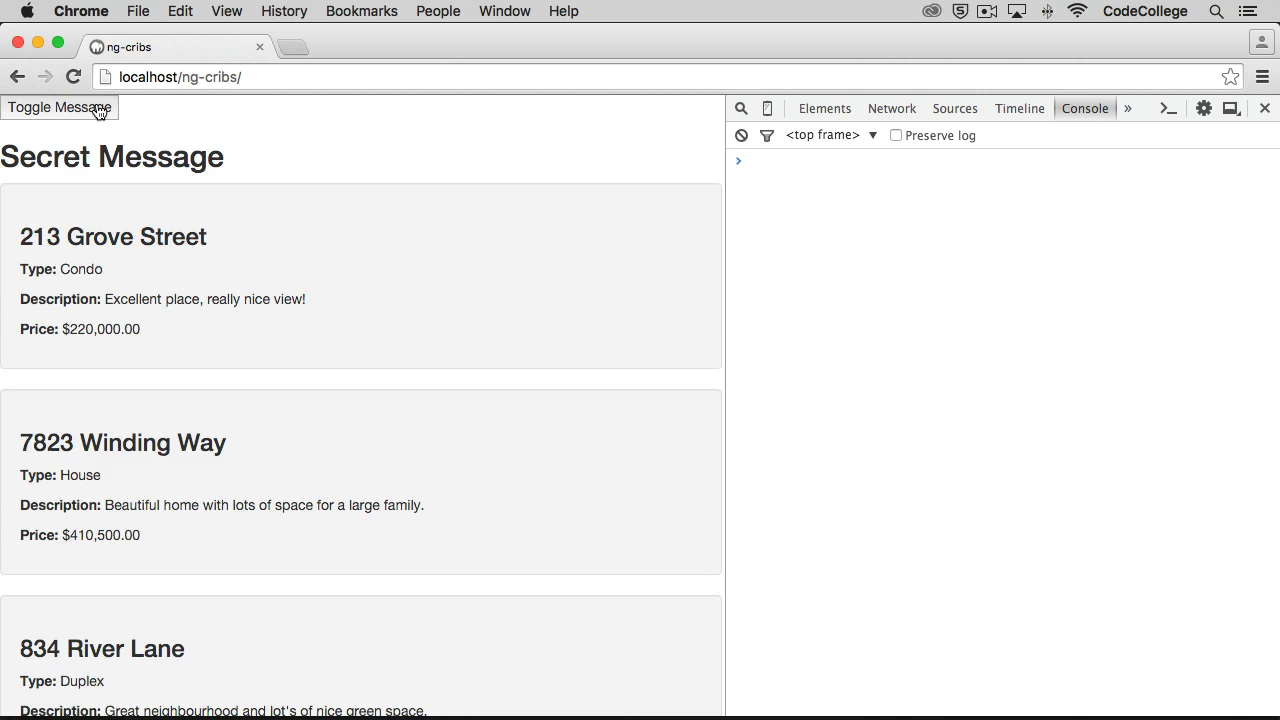 Chrome File Edit View History Bookmarks People Window Help CodeCollege
ng-cribs
localhost/ng-cribs/
Toggle Message
Elements Network Sources Timeline Console »
<top frame> Preserve log
Secret Message
213 Grove Street
Type: Condo
Description: Excellent place, really nice view!
Price: $220,000.00
7823 Winding Way
Type: House
Description: Beautiful home with lots of space for a large family.
Price: $410,500.00
834 River Lane
Type: Duplex
Description: Great neighbourhood and lot's of nice green space.